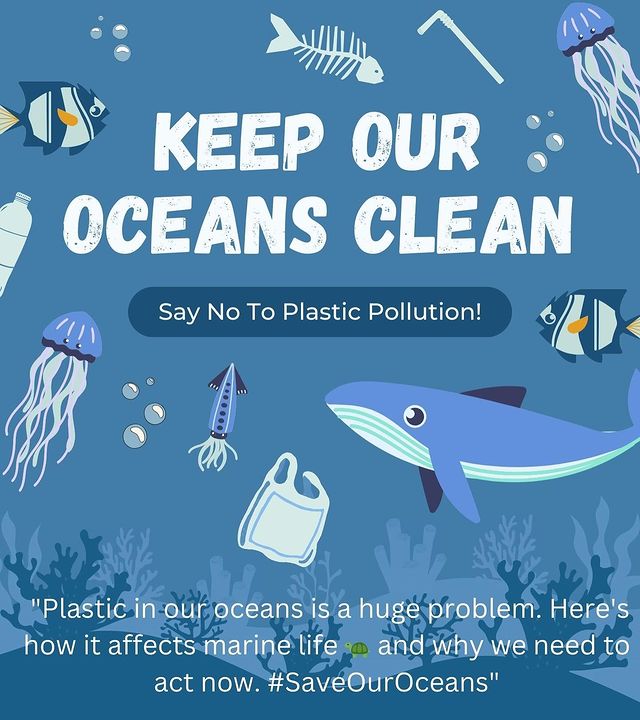 KEEP OUR
OCEANS CLEAN
Say No To Plastic Pollution!
"Plastic in our oceans is a huge problem. Here's
how it affects marine life 🐢 and why we need to
act now. #SaveOurOceans"